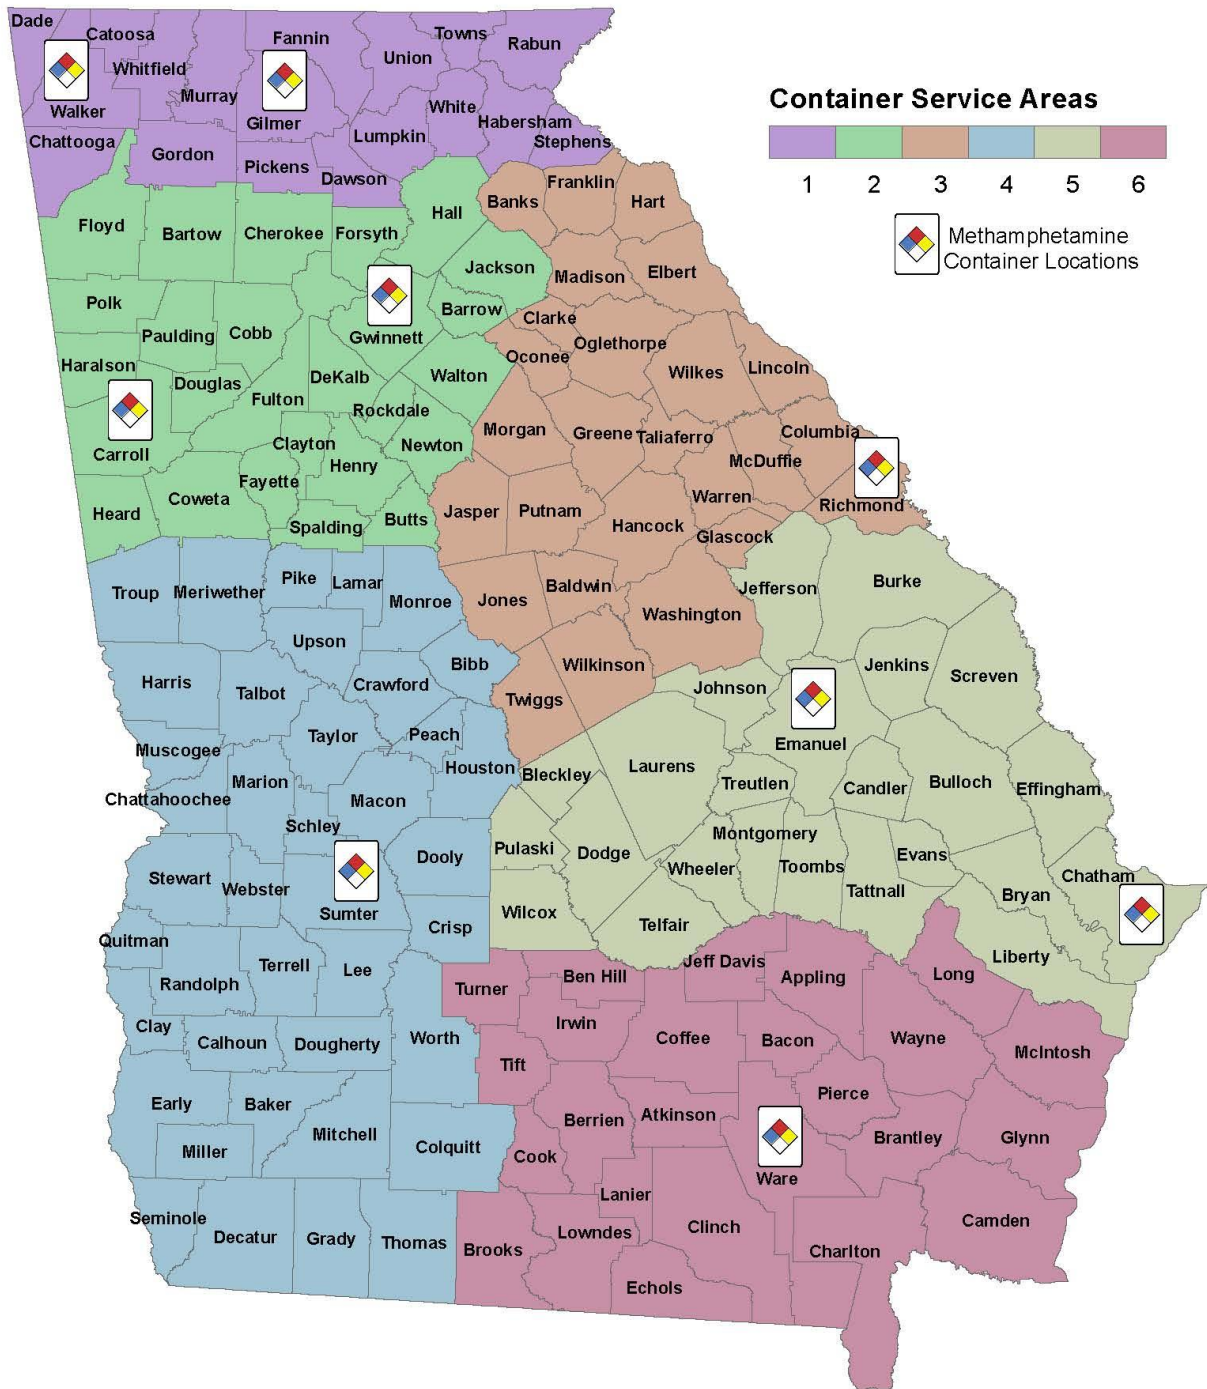 Dade
Catoosa
Fannin
Towns
Union
Rabun
Whitfield
Murray
Walker
Gilmer
White
Habersham
Lumpkin
Stephens
Chattooga
Gordon
Pickens
Dawson
Container Service Areas
1 2 3 4 5 6
Methamphetamine
Container Locations
Franklin
Banks
Hart
Hall
Floyd
Bartow
Cherokee
Forsyth
Jackson
Madison
Elbert
Polk
Barrow
Clarke
Paulding
Cobb
Gwinnett
Oglethorpe
Oconee
Haralson
Douglas
DeKalb
Walton
Wilkes
Lincoln
Fulton
Rockdale
Carroll
Clayton
Newton
Morgan
Greene
Taliaferro
Columbia
McDuffie
Henry
Fayette
Coweta
Heard
Spalding
Butts
Jasper
Putnam
Hancock
Warren
Richmond
Glascock
Troup
Meriwether
Pike
Lamar
Monroe
Jones
Baldwin
Washington
Jefferson
Burke
Upson
Bibb
Wilkinson
Harris
Talbot
Crawford
Twiggs
Johnson
Jenkins
Screven
Muscogee
Taylor
Peach
Emanuel
Marion
Houston
Bleckley
Laurens
Treutlen
Candler
Bulloch
Effingham
Chattahoochee
Macon
Schley
Dooly
Pulaski
Dodge
Montgomery
Wheeler
Toombs
Evans
Tattnall
Chatham
Bryan
Stewart
Webster
Sumter
Crisp
Wilcox
Telfair
Quitman
Terrell
Lee
Randolph
Liberty
Turner
Ben Hill
Jeff Davis
Appling
Long
Clay
Calhoun
Dougherty
Worth
Irwin
Coffee
Bacon
Wayne
McIntosh
Tift
Pierce
Early
Baker
Mitchell
Berrien
Atkinson
Brantley
Glynn
Miller
Colquitt
Cook
Ware
Lanier
Seminole
Decatur
Grady
Thomas
Brooks
Lowndes
Clinch
Charlton
Camden
Echols